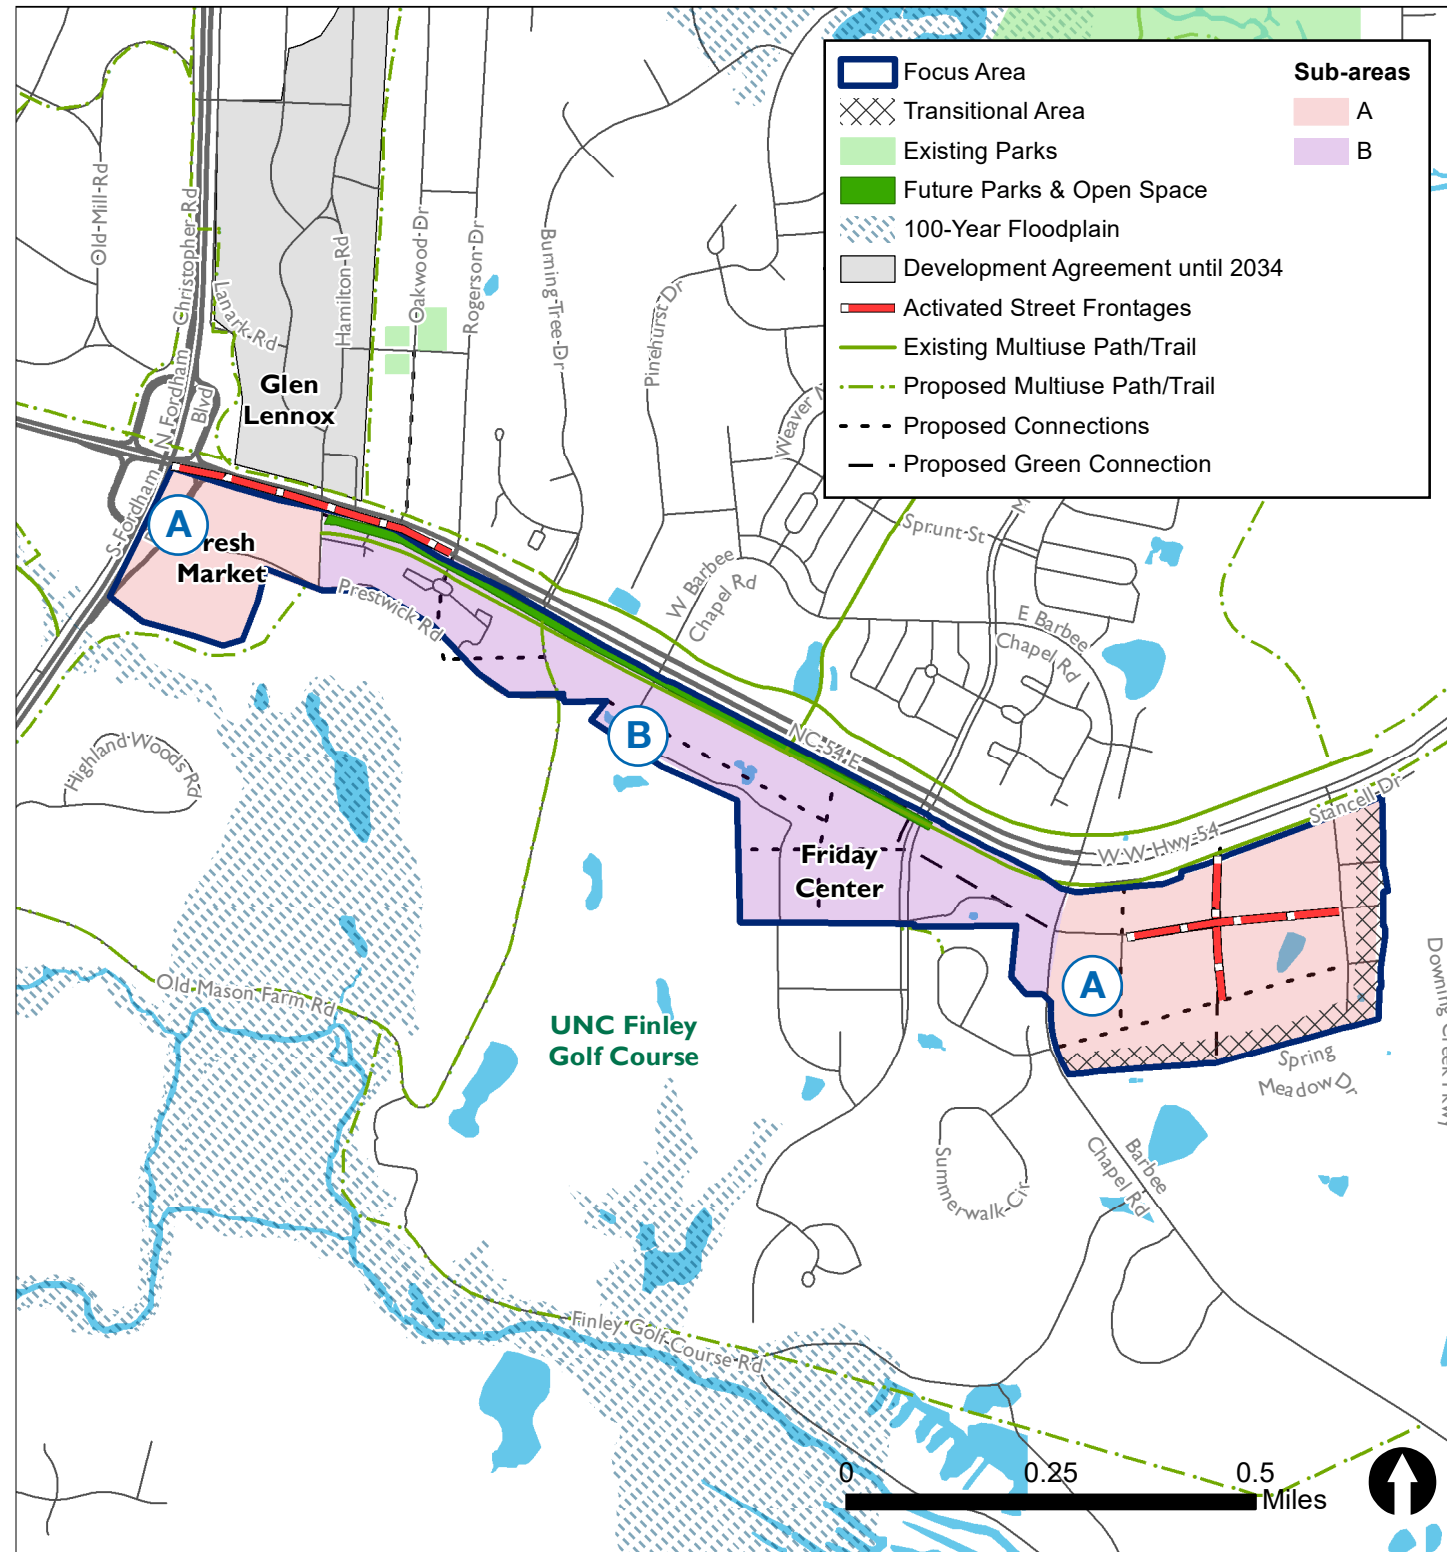 Focus Area
Transitional Area
Existing Parks
Future Parks & Open Space
100-Year Floodplain
Development Agreement until 2034
Activated Street Frontages
Existing Multiuse Path/Trail
Proposed Multiuse Path/Trail
Proposed Connections
Proposed Green Connection
Sub-areas
A
B
Old-Mill-Rd
Christopher-Rd
Lanark-Rd
Hamilton-Rd
Oakwood-Dr
Rogerson-Dr
Burning-Tree-Dr
Pinehurst Dr
Weaver
Glen
Lennox
N Fordham
Blvd
S-Fordham
A
resh
Market
Prestwick Rd
W Barbee
Chapel Rd
Sprunt-St
E Barbee
Chapel Rd
NC-54 E
W-W-Hwy-54
Stancell-Dr
B
Friday
Center
A
Highland-Woods Rd
Old-Mason-Farm-Rd
UNC Finley
Golf Course
Spring
Meadow Dr
Downing
Summerwalk-Cir
Barbee
Chapel Rd
Finley-Golf-Course-Rd
0
0.25
0.5
Miles